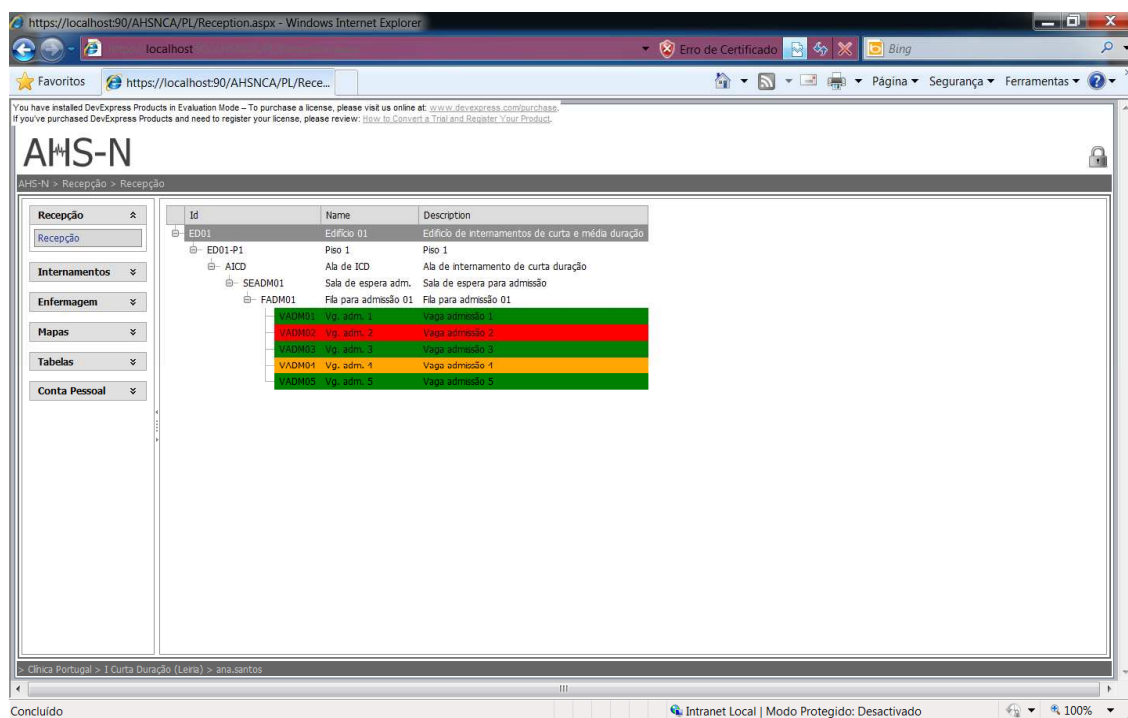 https://localhost:90/AHSNCA/PL/Reception.aspx - Windows Internet Explorer
localhost
Erro de Certificado
Bing
Favoritos
https://localhost:90/AHSNCA/PL/Rece...
Página
Segurança
Ferramentas
You have installed DevExpress Products in Evaluation Mode – To purchase a license, please visit us online at: www.devexpress.com/purchase.
If you've purchased DevExpress Products and need to register your license, please review: How to Convert a Trial and Register Your Product.
AHS-N
AHS-N > Recepção > Recepção
Recepção
Recepção
Internamentos
Enfermagem
Mapas
Tabelas
Conta Pessoal
Id Name Description
ED01 Edifício 01 Edifício de internamentos de curta e média duração
ED01-P1 Piso 1 Piso 1
AICD Ala de ICD Ala de internamento de curta duração
SEADM01 Sala de espera adm. Sala de espera para admissão
FADM01 Fila para admissão 01 Fila para admissão 01
VADM01 Vg. adm. 1 Vaga admissão 1
VADM02 Vg. adm. 2 Vaga admissão 2
VADM03 Vg. adm. 3 Vaga admissão 3
VADM04 Vg. adm. 4 Vaga admissão 4
VADM05 Vg. adm. 5 Vaga admissão 5
> Clínica Portugal > I Curta Duração (Leiria) > ana.santos
Concluído
Intranet Local | Modo Protegido: Desactivado
100%